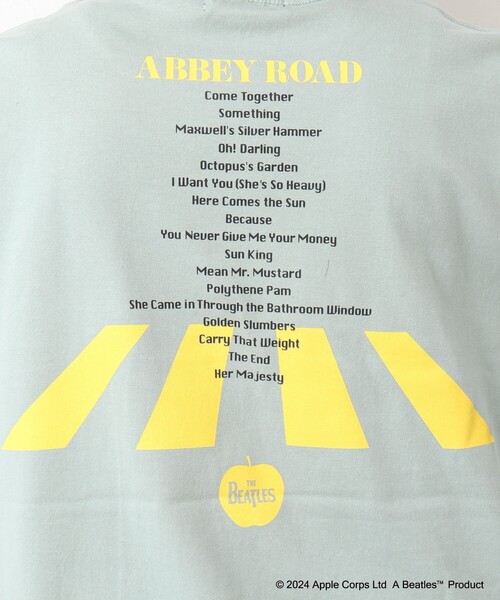 ABBEY ROAD
Come Together
Something
Maxwell's Silver Hammer
Oh! Darling
Octopus's Garden
I Want You (She's So Heavy)
Here Comes the Sun
Because
You Never Give Me Your Money
Sun King
Mean Mr. Mustard
Polythene Pam
She Came in Through the Bathroom Window
Golden Slumbers
Carry That Weight
The End
Her Majesty
THE
BEATLES
© 2024 Apple Corps Ltd A Beatles™ Product